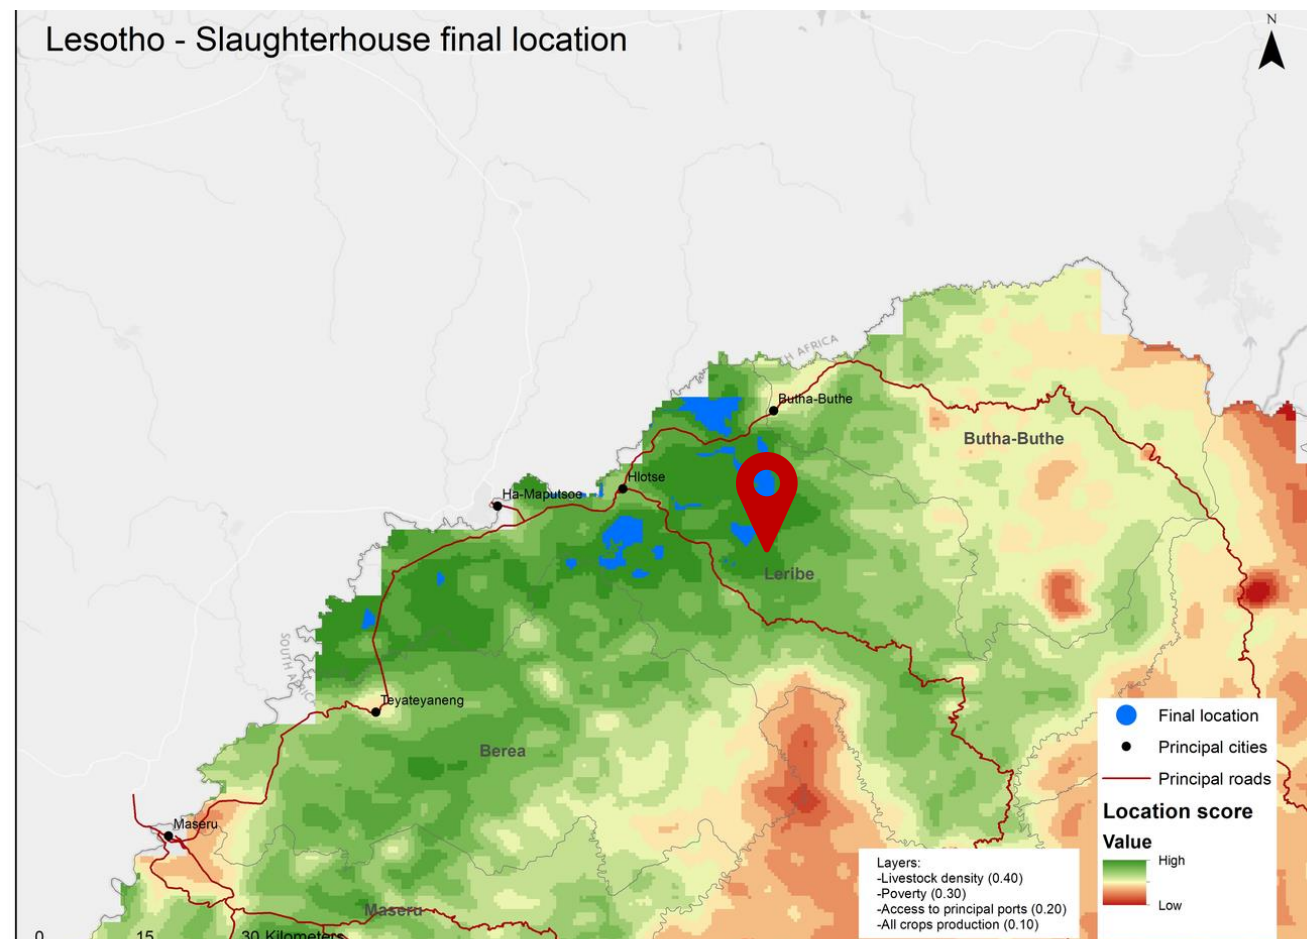 Lesotho - Slaughterhouse final location
N
TH AFRICA
Butha-Buthe
Butha-Buthe
Hlotse
Ha-Maputsoe
Leribe
SOUTH AFRICA
Teyateyaneng
Berea
Maseru
Maseru
0 15 30 Kilometers
Final location
Principal cities
Principal roads
Location score
Value
High
Low
Layers:
-Livestock density (0.40)
-Poverty (0.30)
-Access to principal ports (0.20)
-All crops production (0.10)